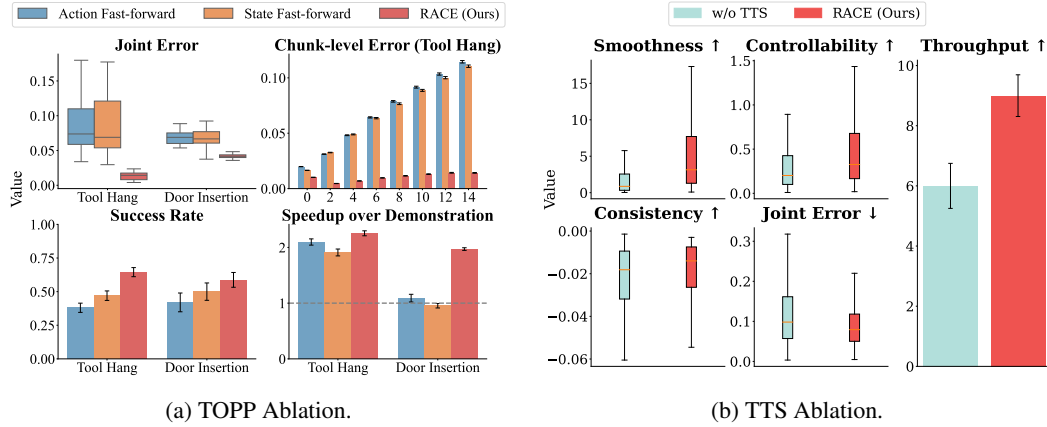 Action Fast-forward State Fast-forward RACE (Ours)
Joint Error
Chunk-level Error (Tool Hang)
Value
0.15
0.10
0.05
0.00
Tool Hang Door Insertion
0.10
0.05
0.00
0 2 4 6 8 10 12 14
Success Rate
Speedup over Demonstration
1.00
0.75
0.50
0.25
0.00
Tool Hang Door Insertion
2
1
0
Tool Hang Door Insertion
(a) TOPP Ablation.
w/o TTS RACE (Ours)
Smoothness ↑ Controllability ↑ Throughput ↑
Value
15
10
5
0
1.5
1.0
0.5
0.0
10
8
6
4
2
0
Consistency ↑ Joint Error ↓
0.00
−0.02
−0.04
−0.06
0.3
0.2
0.1
0.0
(b) TTS Ablation.